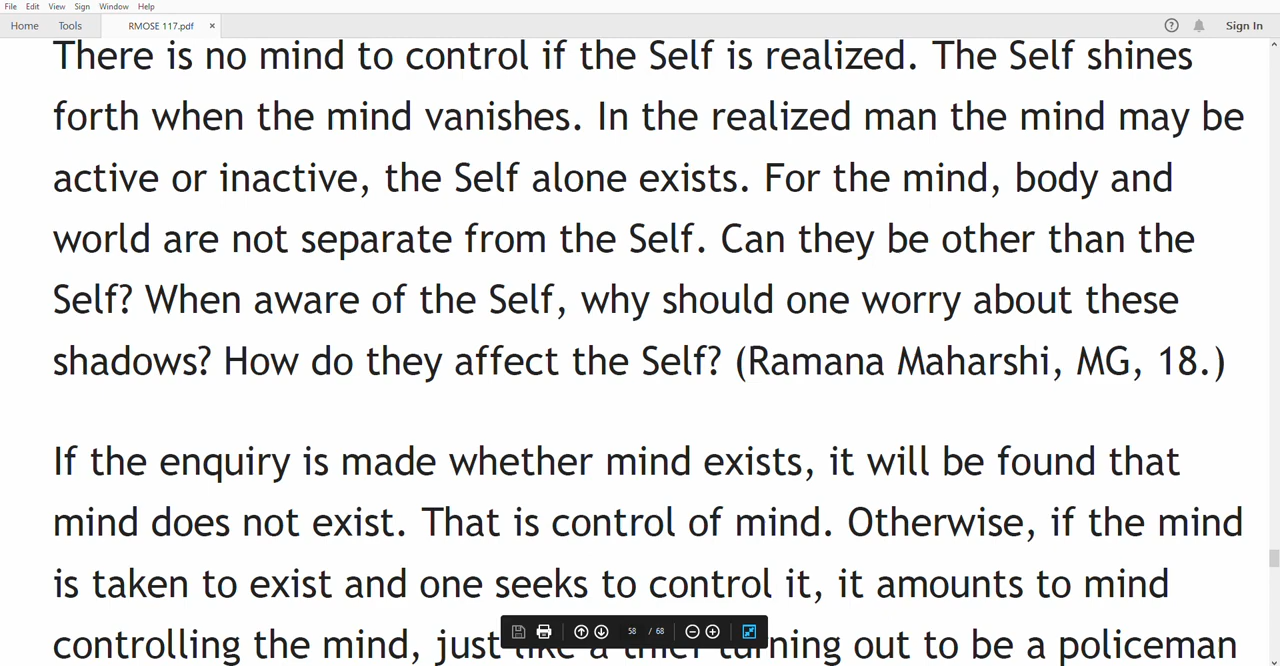 File Edit View Sign Window Help
Home Tools RMOSE 117.pdf × ? Sign In
There is no mind to control if the Self is realized. The Self shines
forth when the mind vanishes. In the realized man the mind may be
active or inactive, the Self alone exists. For the mind, body and
world are not separate from the Self. Can they be other than the
Self? When aware of the Self, why should one worry about these
shadows? How do they affect the Self? (Ramana Maharshi, MG, 18.)
If the enquiry is made whether mind exists, it will be found that
mind does not exist. That is control of mind. Otherwise, if the mind
is taken to exist and one seeks to control it, it amounts to mind
controlling the mind, just like a thief turning out to be a policeman
58 / 68